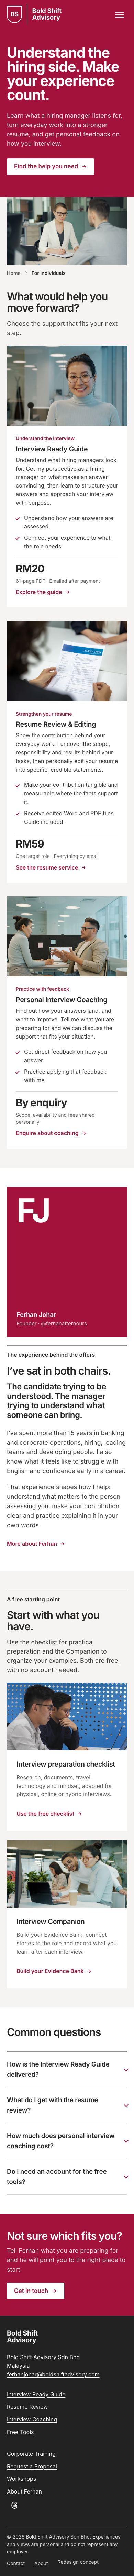 BS
Bold Shift
Advisory
Understand the
hiring side. Make
your experience
count.
Learn what a hiring manager listens for,
turn everyday work into a stronger
resume, and get personal feedback on
how you interview.
Find the help you need →
Home > For Individuals
What would help you
move forward?
Choose the support that fits your next
step.
Understand the interview
Interview Ready Guide
Understand what hiring managers look
for. Get my perspective as a hiring
manager on what makes an answer
convincing, then learn to structure your
answers and approach your interview
with purpose.
Understand how your answers are
assessed.
Connect your experience to what
the role needs.
RM20
61-page PDF · Emailed after payment
Explore the guide →
Strengthen your resume
Resume Review & Editing
Show the contribution behind your
everyday work. I uncover the scope,
responsibility and results behind your
tasks, then personally edit your resume
into specific, credible statements.
Make your contribution tangible and
measurable where the facts support
it.
Receive edited Word and PDF files.
Guide included.
RM59
One target role · Everything by email
See the resume service →
Practice with feedback
Personal Interview Coaching
Find out how your answers land, and
what to improve. Tell me what you are
preparing for and we can discuss the
support that fits your situation.
Get direct feedback on how you
answer.
Practice applying that feedback
with me.
By enquiry
Scope, availability and fees shared
personally
Enquire about coaching →
FJ
Ferhan Johar
Founder · @ferhanafterhours
The experience behind the offers
I've sat in both chairs.
The candidate trying to be
understood. The manager
trying to understand what
someone can bring.
I've spent more than 15 years in banking
and corporate operations, hiring, leading
teams and developing people. I also
know what it feels like to struggle with
English and confidence early in a career.
That experience shapes how I help:
understand what interviewers may be
assessing, you, make your contribution
clear and practice explaining it in your
own words.
More about Ferhan →
A free starting point
Start with what you
have.
Use the checklist for practical
preparation and the Companion to
organize your examples. Both are free,
with no account needed.
Interview preparation checklist
Research, documents, travel,
technology and mindset, adapted for
physical, online or hybrid interviews.
Use the free checklist →
Interview Companion
Build your Evidence Bank, connect
stories to the role and record what you
learn after each interview.
Build your Evidence Bank →
Common questions
How is the Interview Ready Guide
delivered?
What do I get with the resume
review?
How much does personal interview
coaching cost?
Do I need an account for the free
tools?
Not sure which fits you?
Tell Ferhan what you are preparing for
and he will point you to the right place to
start.
Get in touch →
Bold Shift
Advisory
Bold Shift Advisory Sdn Bhd
Malaysia
ferhanjohar@boldshiftadvisory.com
Interview Ready Guide
Resume Review
Interview Coaching
Free Tools
Corporate Training
Request a Proposal
Workshops
About Ferhan
© 2026 Bold Shift Advisory Sdn Bhd. Experiences
and views are personal and do not represent any
employer.
Contact About Redesign concept